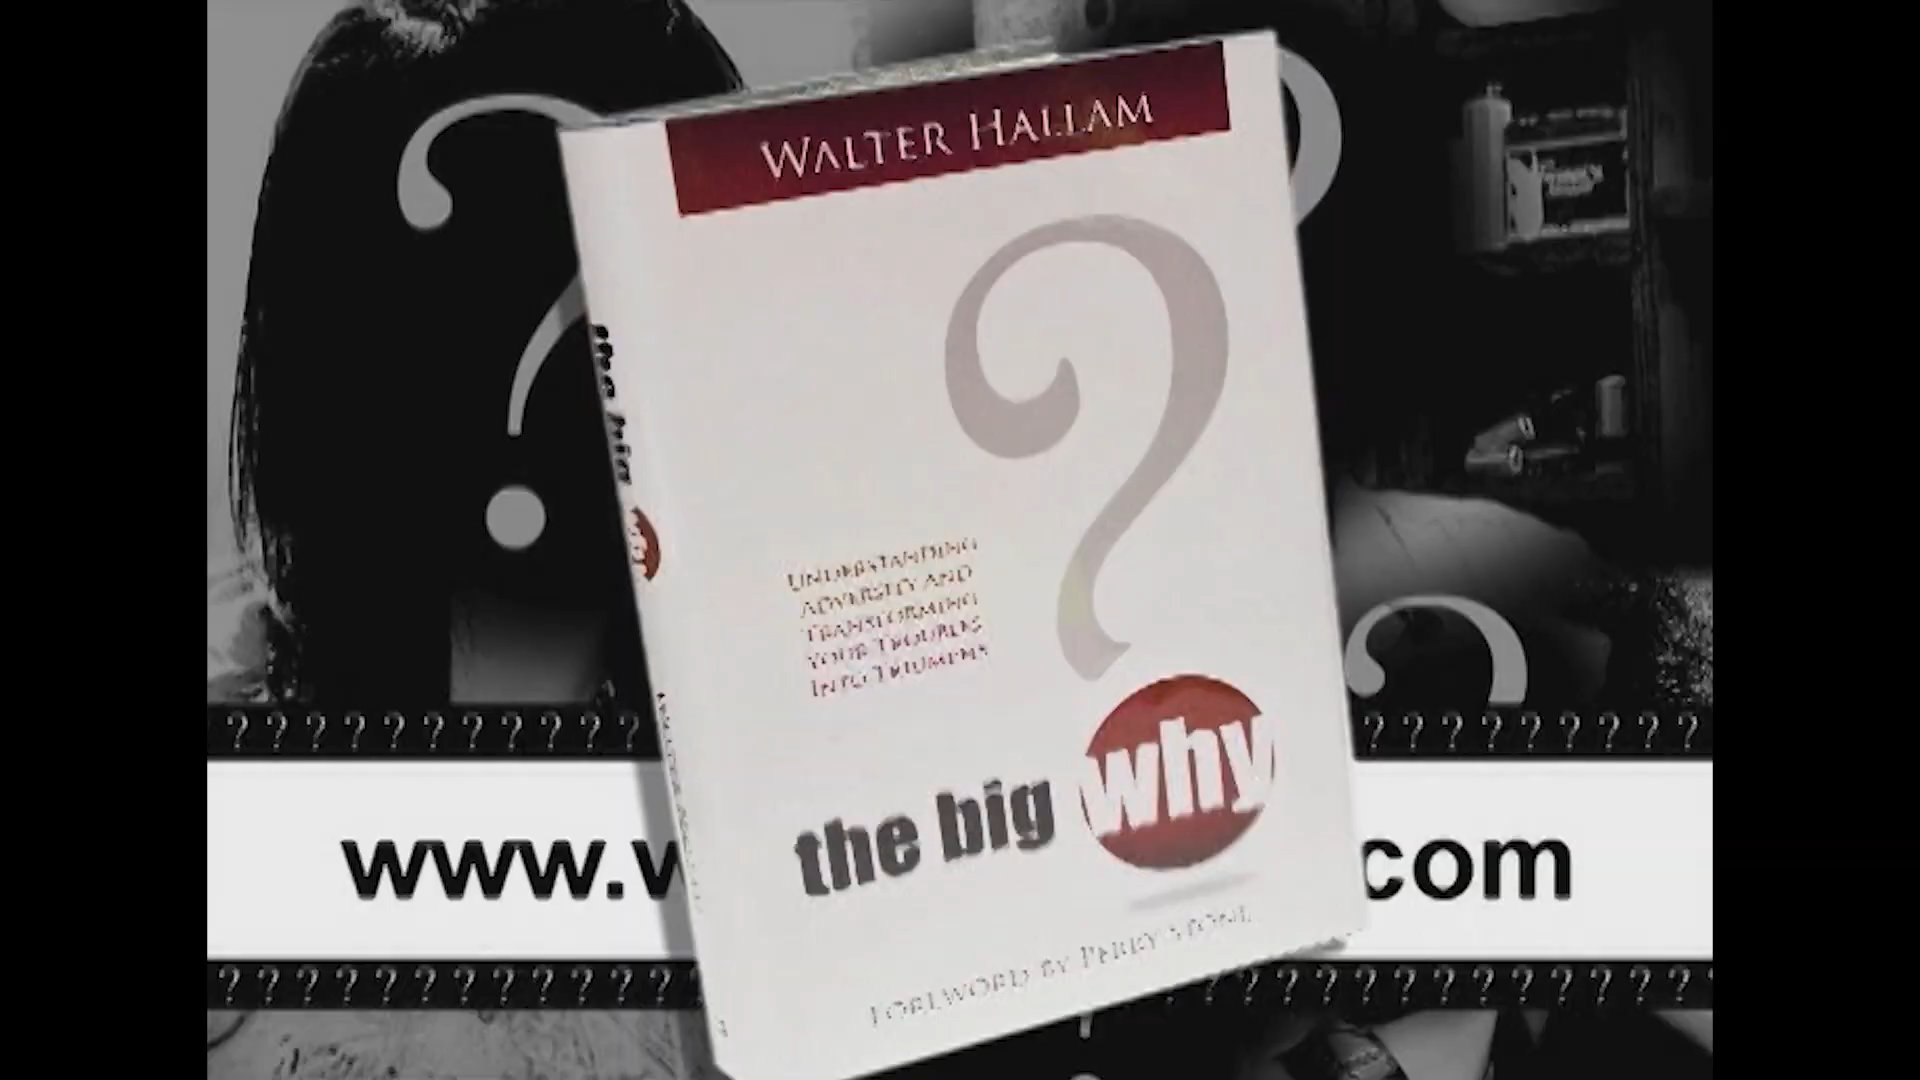 WALTER HALLAM
UNDERSTANDING
ADVERSITY AND
TRANSFORMING
YOUR TROUBLES
INTO TRIUMPHS
the big why
FOREWORD BY PERRY STONE
the big why
www.
.com
? ? ? ? ? ? ? ? ? ? ?
? ? ? ? ? ? ? ? ?